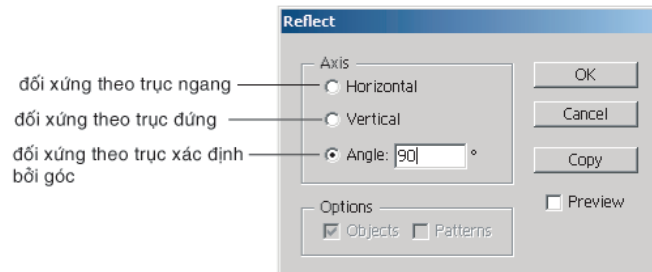 Reflect
Axis
đối xứng theo trục ngang
Horizontal
OK
đối xứng theo trục đứng
Vertical
Cancel
đối xứng theo trục xác định
bởi góc
Angle: 90 °
Copy
Preview
Options
Objects
Patterns